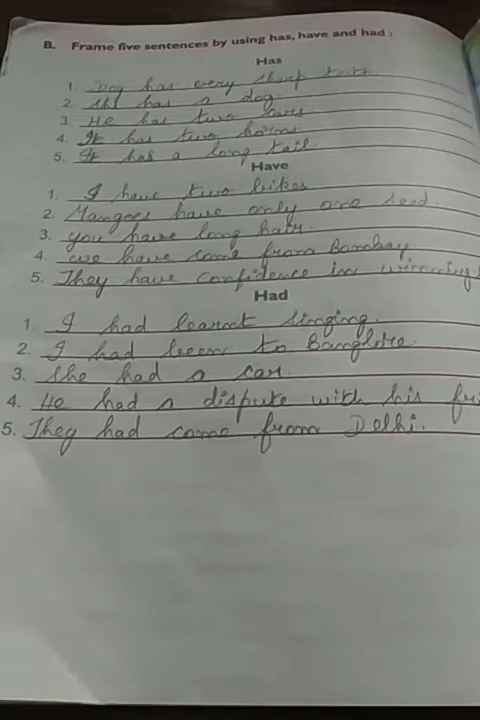 B. Frame five sentences by using has, have and had :
Has
1. Dog has very sharp
2. She has a dog
3. He has two ears
4. It has two horns
5. It has a long tail.
Have
1. I have two bikes
2. Mangoes have only one seed.
3. you have long hair.
4. we have come from Bombay
5. They have confidence in winning
Had
1. I had learnt singing.
2. I had been to Banglore
3. She had a car.
4. He had a dispute with his
5. They had come from Delhi.